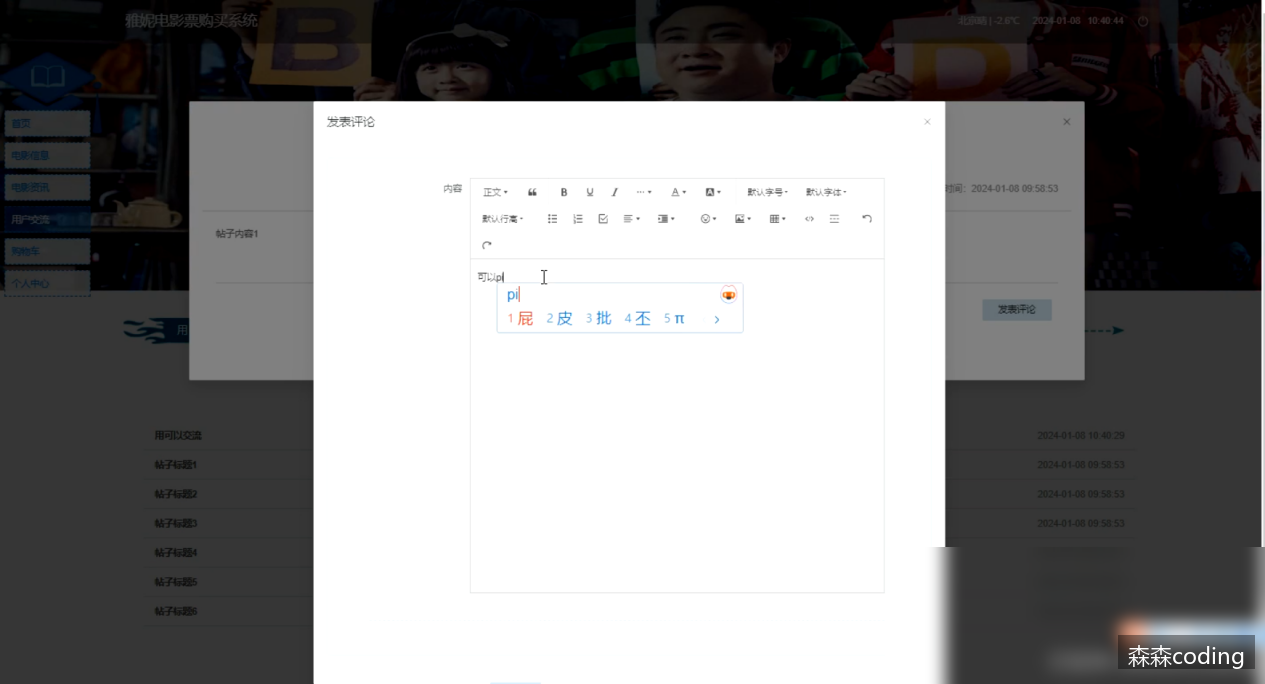 雅妮电影票购买系统
北京晴 | -2.6℃ 2024-01-08 10:40:44
B
D
首页
电影信息
电影资讯
用户交流
购物车
个人中心
发表评论 ×
×
时间: 2024-01-08 09:58:53
帖子内容1
发表评论
内容
正文 B U I ··· A A 默认字号 默认字体
默认行高
可以pi
pi
1 屁 2 皮 3 批 4 丕 5 π
用
用可以交流 2024-01-08 10:40:29
帖子标题1 2024-01-08 09:58:53
帖子标题2 2024-01-08 09:58:53
帖子标题3 2024-01-08 09:58:53
帖子标题4
帖子标题5
帖子标题6
森森coding